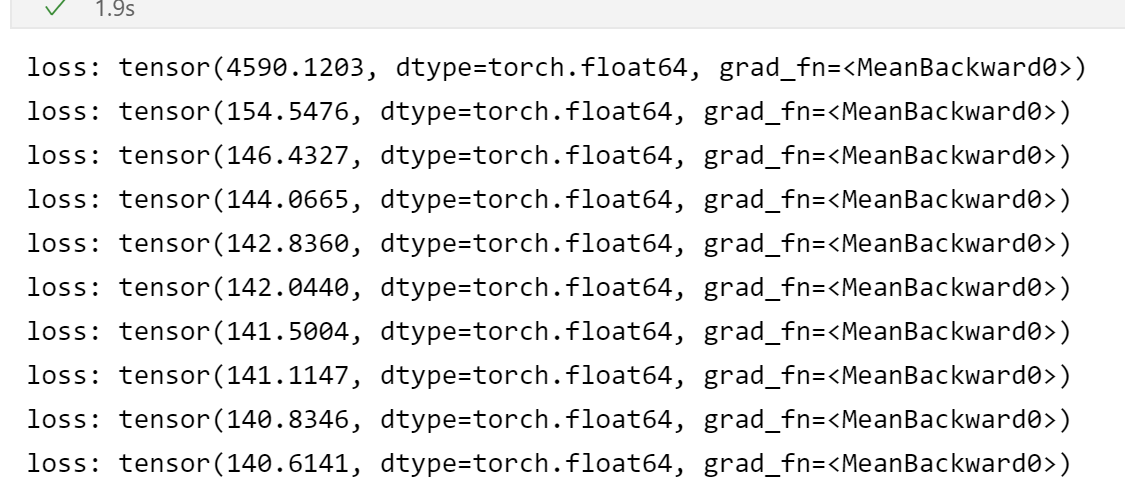 1.9s
loss: tensor(4590.1203, dtype=torch.float64, grad_fn=<MeanBackward0>)
loss: tensor(154.5476, dtype=torch.float64, grad_fn=<MeanBackward0>)
loss: tensor(146.4327, dtype=torch.float64, grad_fn=<MeanBackward0>)
loss: tensor(144.0665, dtype=torch.float64, grad_fn=<MeanBackward0>)
loss: tensor(142.8360, dtype=torch.float64, grad_fn=<MeanBackward0>)
loss: tensor(142.0440, dtype=torch.float64, grad_fn=<MeanBackward0>)
loss: tensor(141.5004, dtype=torch.float64, grad_fn=<MeanBackward0>)
loss: tensor(141.1147, dtype=torch.float64, grad_fn=<MeanBackward0>)
loss: tensor(140.8346, dtype=torch.float64, grad_fn=<MeanBackward0>)
loss: tensor(140.6141, dtype=torch.float64, grad_fn=<MeanBackward0>)